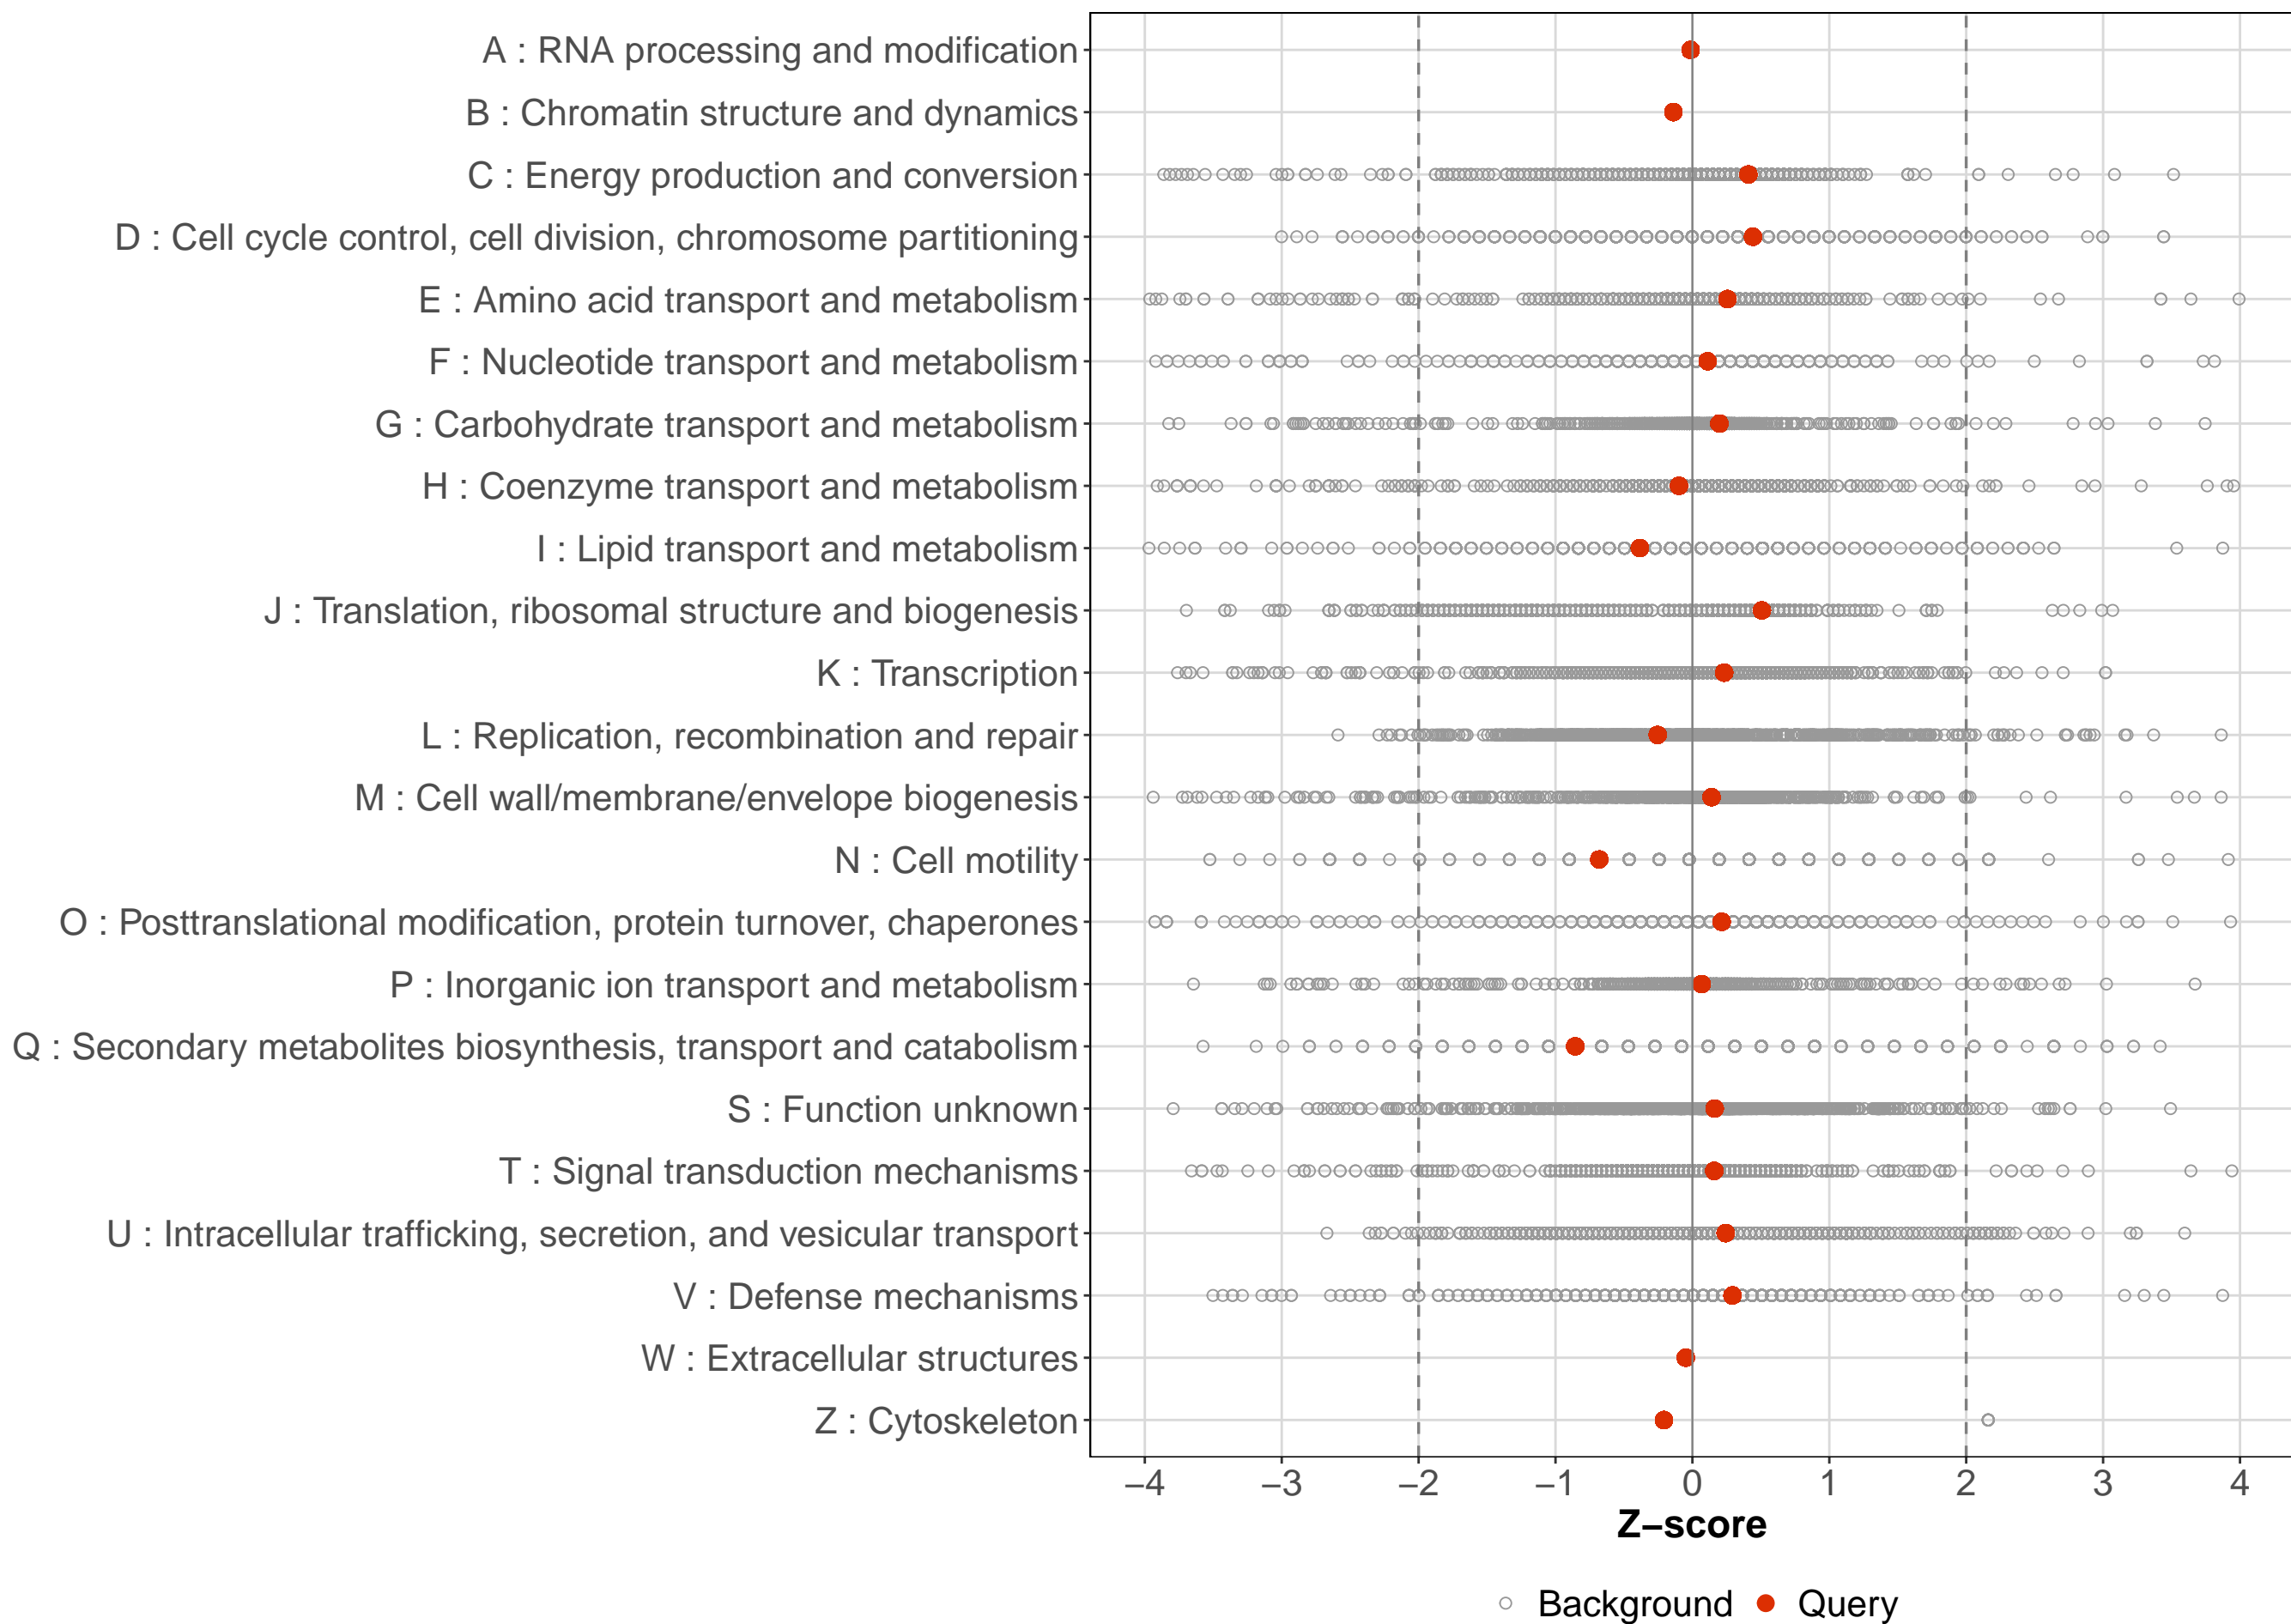 A : RNA processing and modification
B : Chromatin structure and dynamics
C : Energy production and conversion
D : Cell cycle control, cell division, chromosome partitioning
E : Amino acid transport and metabolism
F : Nucleotide transport and metabolism
G : Carbohydrate transport and metabolism
H : Coenzyme transport and metabolism
I : Lipid transport and metabolism
J : Translation, ribosomal structure and biogenesis
K : Transcription
L : Replication, recombination and repair
M : Cell wall/membrane/envelope biogenesis
N : Cell motility
O : Posttranslational modification, protein turnover, chaperones
P : Inorganic ion transport and metabolism
Q : Secondary metabolites biosynthesis, transport and catabolism
S : Function unknown
T : Signal transduction mechanisms
U : Intracellular trafficking, secretion, and vesicular transport
V : Defense mechanisms
W : Extracellular structures
Z : Cytoskeleton
−4 −3 −2 −1 0 1 2 3 4
Z−score
Background Query